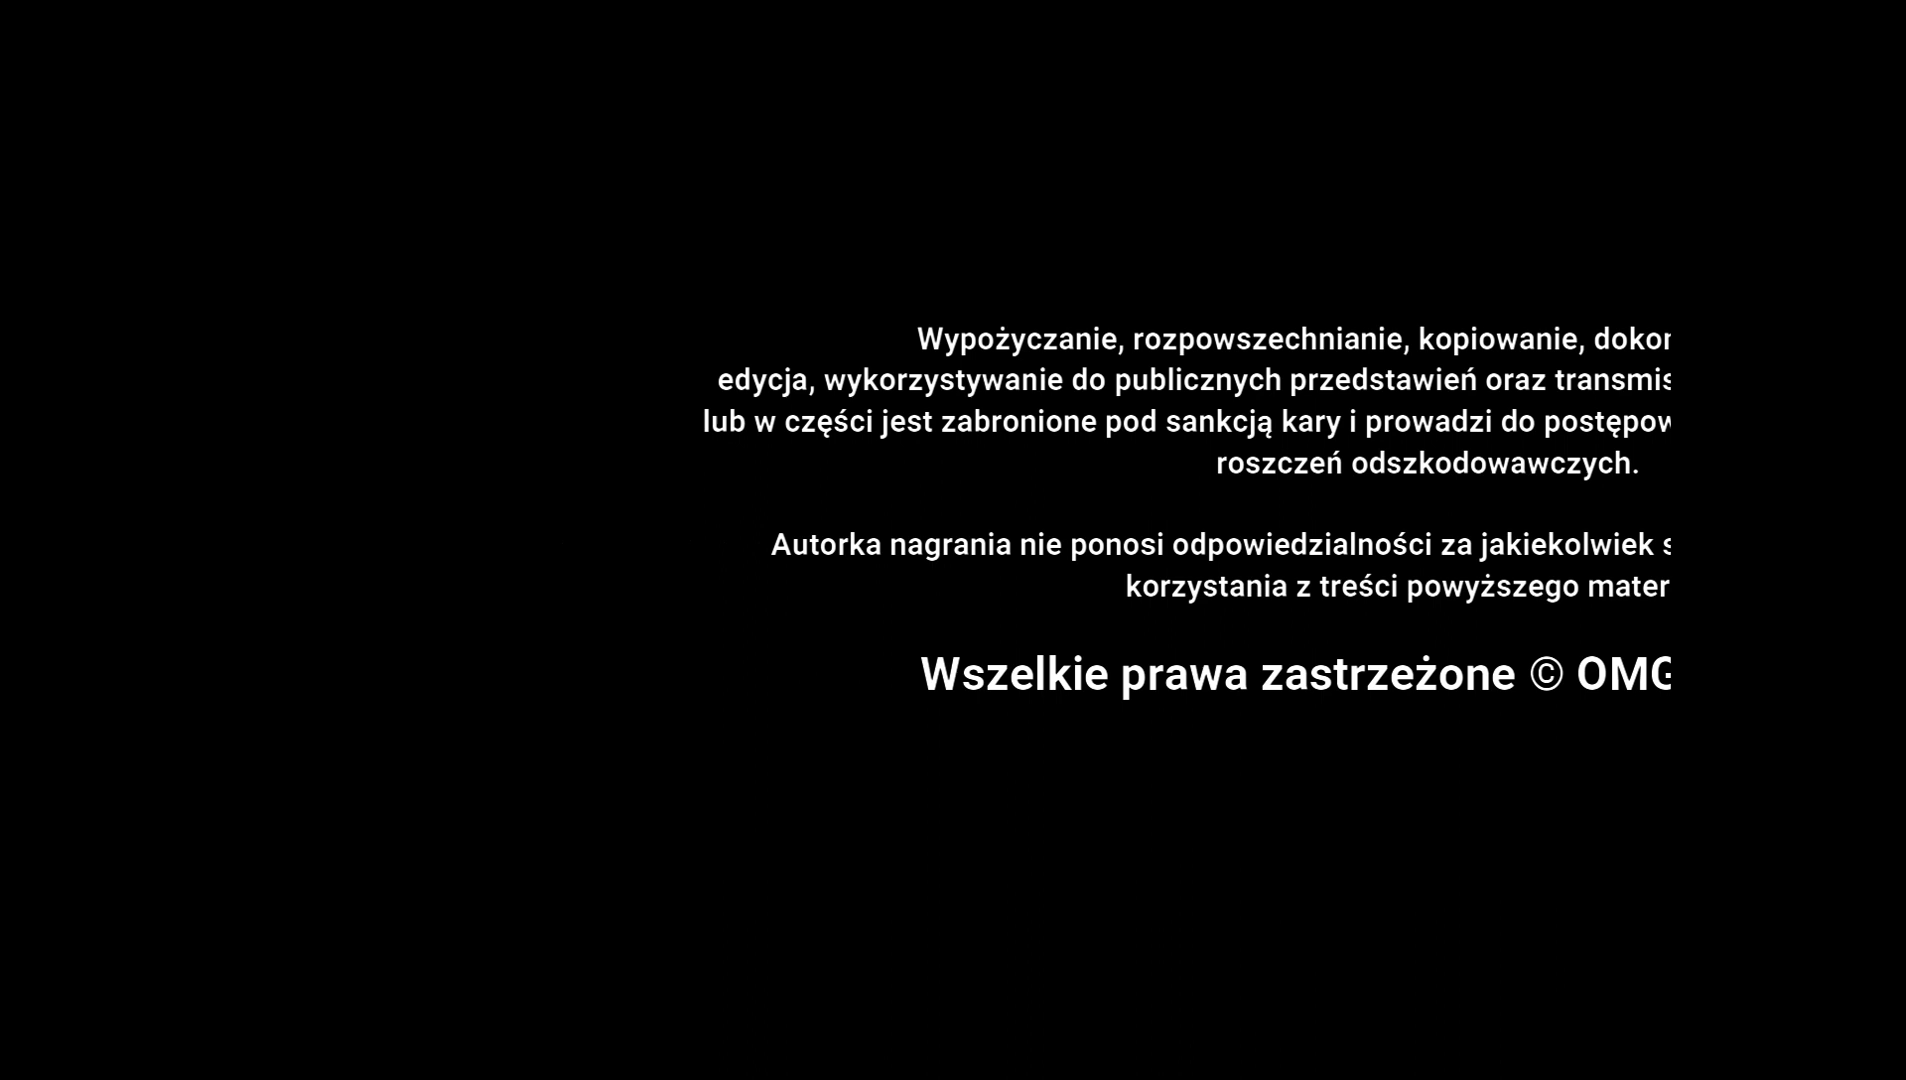 Wypożyczanie, rozpowszechnianie, kopiowanie,
edycja, wykorzystywanie do publicznych przedstawień oraz
lub w części jest zabronione pod sankcją kary i prowadzi do
roszczeń odszkodowawczych.
Autorka nagrania nie ponosi odpowiedzialności za jakiekolwiek
korzystania z treści powyższego
Wszelkie prawa zastrzeżone ©